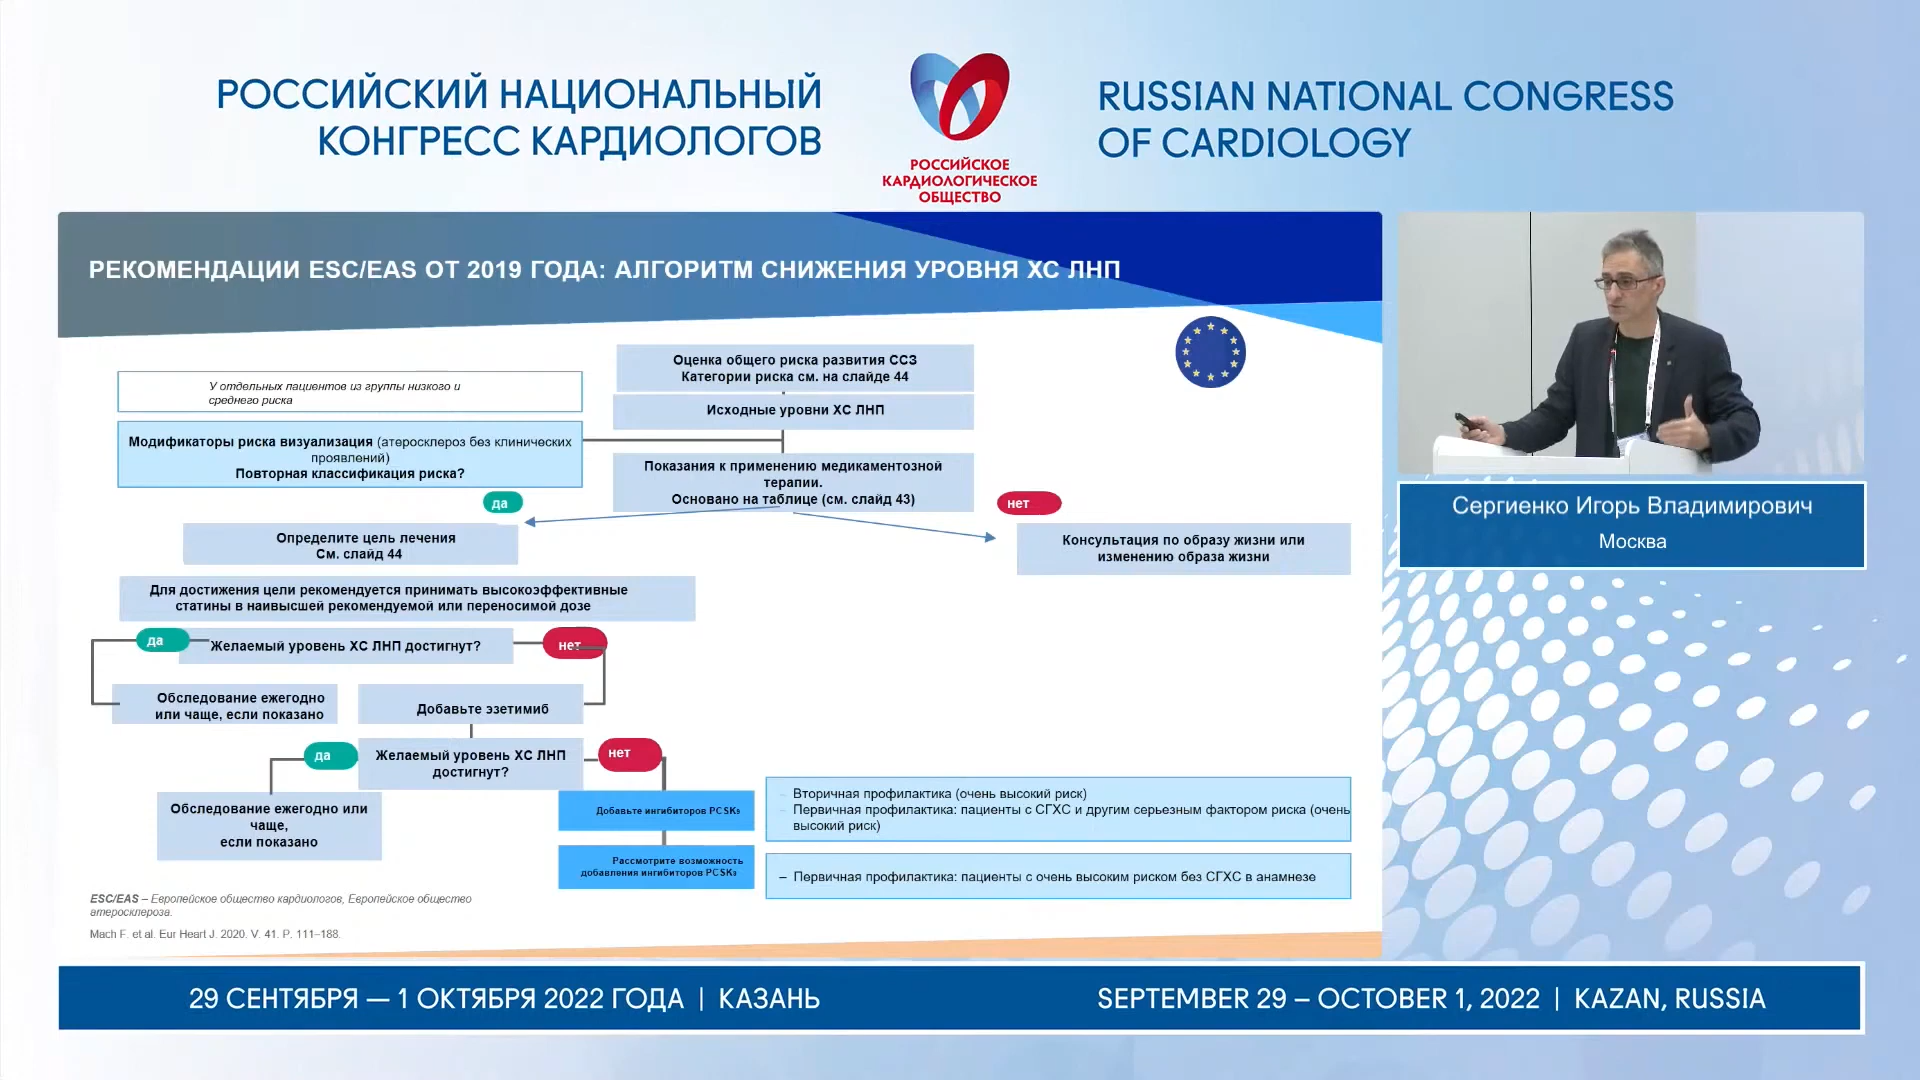 РОССИЙСКИЙ НАЦИОНАЛЬНЫЙ
КОНГРЕСС КАРДИОЛОГОВ
РОССИЙСКОЕ
КАРДИОЛОГИЧЕСКОЕ
ОБЩЕСТВО
RUSSIAN NATIONAL CONGRESS
OF CARDIOLOGY
РЕКОМЕНДАЦИИ ESC/EAS ОТ 2019 ГОДА: АЛГОРИТМ СНИЖЕНИЯ УРОВНЯ ХС ЛНП
Оценка общего риска развития ССЗ
Категории риска см. на слайде 44
У отдельных пациентов из группы низкого и
среднего риска
Исходные уровни ХС ЛНП
Модификаторы риска визуализация (атеросклероз без клинических
проявлений)
Повторная классификация риска?
Показания к применению медикаментозной
терапии.
Основано на таблице (см. слайд 43)
да
нет
Определите цель лечения
См. слайд 44
Консультация по образу жизни или
изменению образа жизни
Для достижения цели рекомендуется принимать высокоэффективные
статины в наивысшей рекомендуемой или переносимой дозе
да
Желаемый уровень ХС ЛНП достигнут?
нет
Обследование ежегодно
или чаще, если показано
Добавьте эзетимиб
да
Желаемый уровень ХС ЛНП
достигнут?
нет
Обследование ежегодно или
чаще,
если показано
Добавьте ингибиторов PCSK₉
– Вторичная профилактика (очень высокий риск)
– Первичная профилактика: пациенты с СГХС и другим серьезным фактором риска (очень
высокий риск)
Рассмотрите возможность
добавления ингибиторов PCSK₉
– Первичная профилактика: пациенты с очень высоким риском без СГХС в анамнезе
ESC/EAS – Европейское общество кардиологов, Европейское общество
атеросклероза.
Mach F. et al. Eur Heart J. 2020. V. 41. P. 111–188.
Сергиенко Игорь Владимирович
Москва
29 СЕНТЯБРЯ — 1 ОКТЯБРЯ 2022 ГОДА | КАЗАНЬ
SEPTEMBER 29 – OCTOBER 1, 2022 | KAZAN, RUSSIA